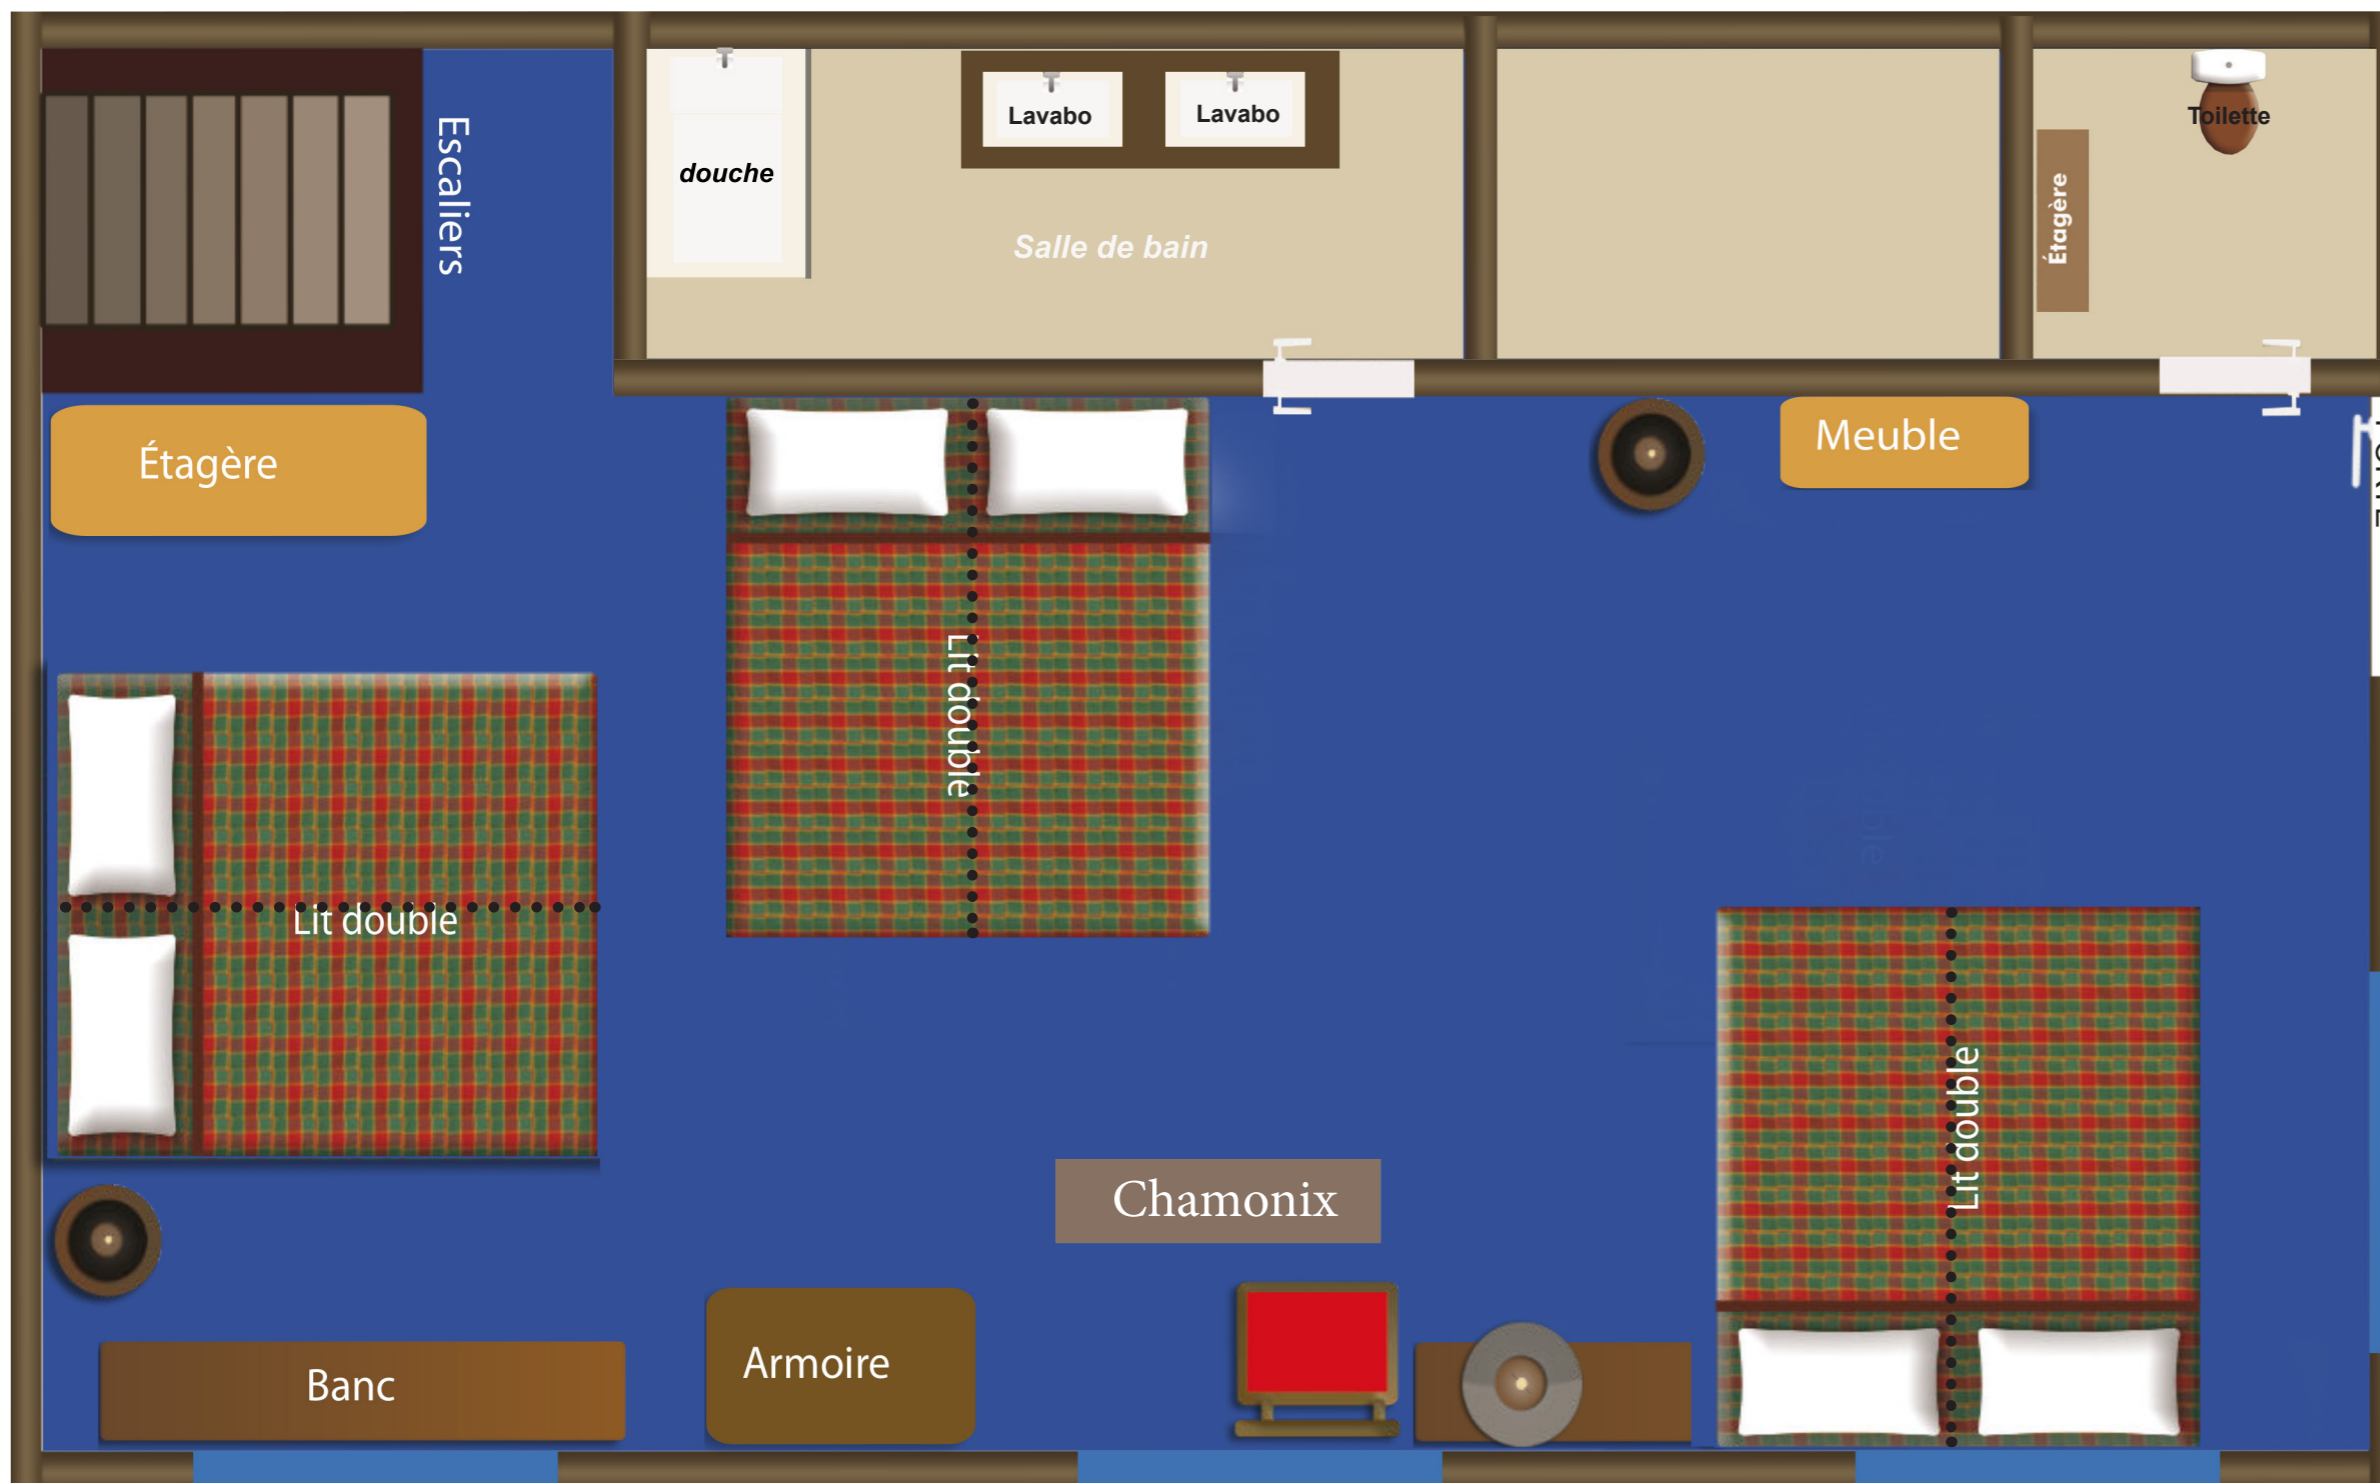 Escaliers
douche
Lavabo
Lavabo
Salle de bain
Étagère
Toilette
Étagère
Meuble
Lit double
Lit double
Lit double
Chamonix
Banc
Armoire